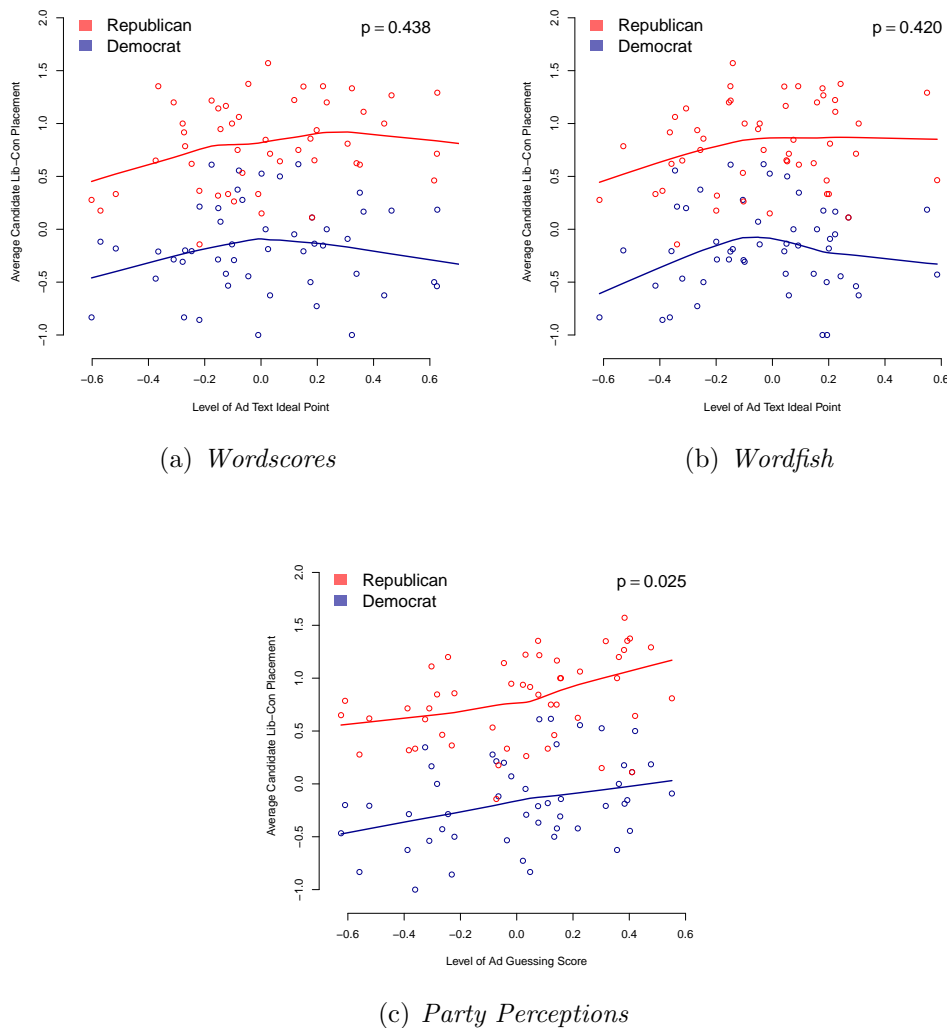 Republican
Democrat
p = 0.438
Average Candidate Lib−Con Placement
2.0
1.5
1.0
0.5
0.0
−0.5
−1.0
−0.6 −0.4 −0.2 0.0 0.2 0.4 0.6
Level of Ad Text Ideal Point
(a) Wordscores
Republican
Democrat
p = 0.420
Average Candidate Lib−Con Placement
2.0
1.5
1.0
0.5
0.0
−0.5
−1.0
−0.6 −0.4 −0.2 0.0 0.2 0.4 0.6
Level of Ad Text Ideal Point
(b) Wordfish
Republican
Democrat
p = 0.025
Average Candidate Lib−Con Placement
2.0
1.5
1.0
0.5
0.0
−0.5
−1.0
−0.6 −0.4 −0.2 0.0 0.2 0.4 0.6
Level of Ad Guessing Score
(c) Party Perceptions